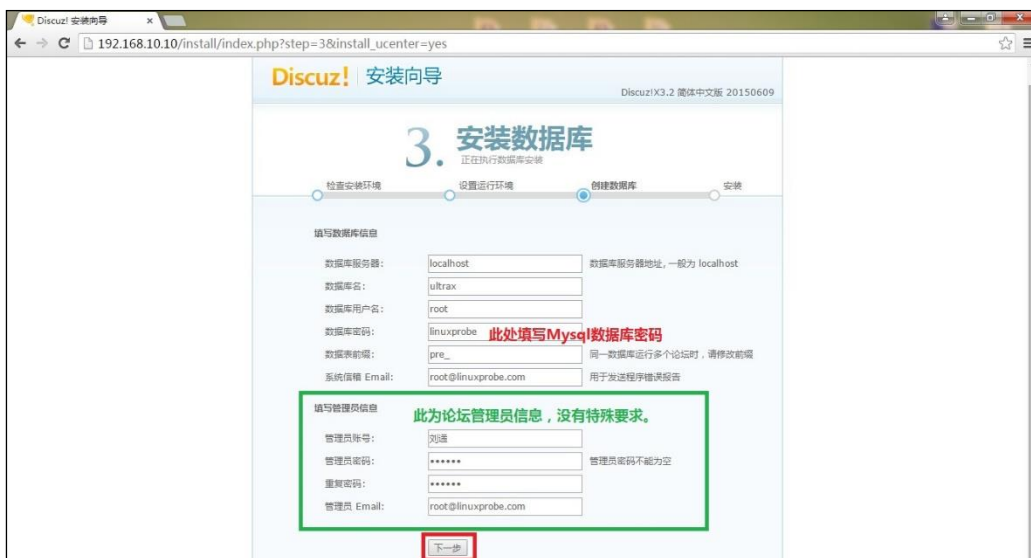 Discuz! 安装向导
192.168.10.10/install/index.php?step=3&install_ucenter=yes
Discuz! 安装向导
Discuz!X3.2 简体中文版 20150609
3. 安装数据库
正在执行数据库安装
检查安装环境 设置运行环境 创建数据库 安装
填写数据库信息
数据库服务器: localhost 数据库服务器地址, 一般为 localhost
数据库名: ultrax
数据库用户名: root
数据库密码: linuxprobe 此处填写Mysql数据库密码
数据表前缀: pre_ 同一数据库运行多个论坛时，请修改前缀
系统信箱 Email: root@linuxprobe.com 用于发送程序错误报告
填写管理员信息 此为论坛管理员信息，没有特殊要求。
管理员账号: 刘遄
管理员密码: •••••• 管理员密码不能为空
重复密码: ••••••
管理员 Email: root@linuxprobe.com
下一步